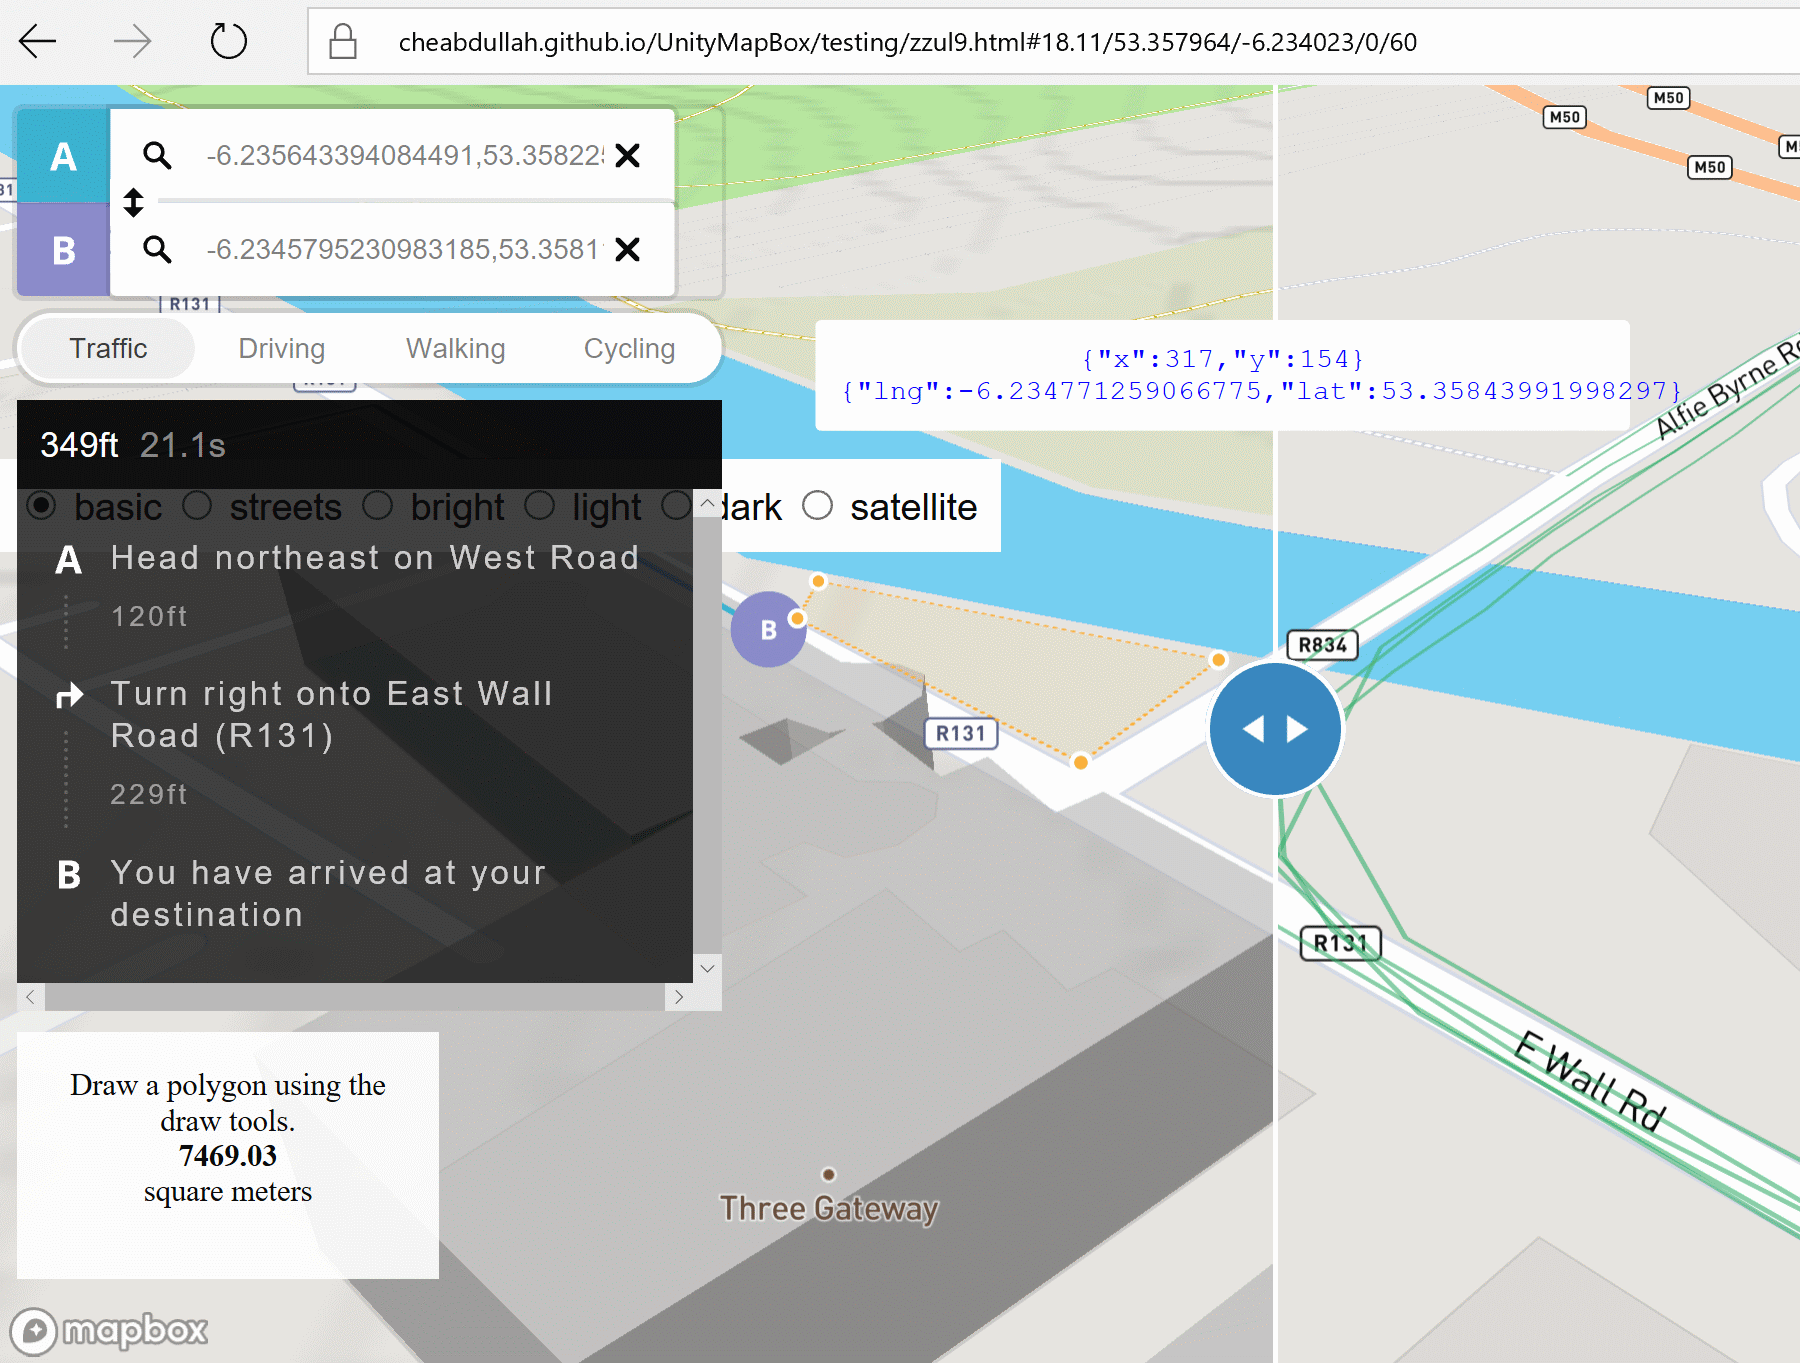 cheabdullah.github.io/UnityMapBox/testing/zzul9.html#18.11/53.357964/-6.234023/0/60
M50
M50
M50
A
-6.235643394084491,53.35822
31
B
-6.2345795230983185,53.3581
R131
Traffic Driving Walking Cycling
{"x":317,"y":154}
{"lng":-6.234771259066775,"lat":53.35843991998297}
Alfie Byrne
349ft 21.1s
basic streets bright light dark satellite
A Head northeast on West Road
120ft
B
R834
Turn right onto East Wall
Road (R131)
R131
229ft
B You have arrived at your
destination
R131
E Wall Rd
Draw a polygon using the
draw tools.
7469.03
square meters
Three Gateway
mapbox